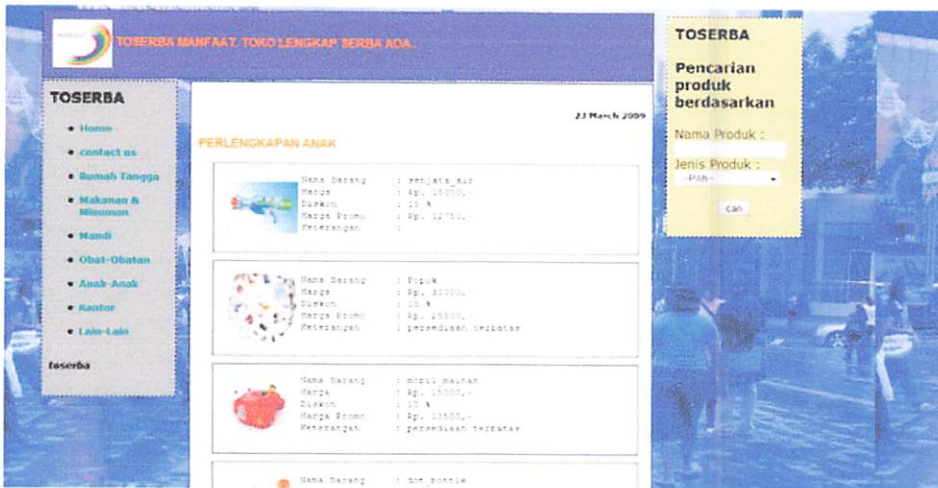 TOSERBA MANFAAT, TOKO LENGKAP SERBA ADA..
TOSERBA
Home
contact us
Rumah Tangga
Makanan &
Minuman
Mandi
Obat-Obatan
Anak-Anak
Kantor
Lain-Lain
toserba
23 March 2009
PERLENGKAPAN ANAK
Nama Barang : senjata_air
Harga : Rp. 15000,-
Diskon : 15 %
Harga Promo : Rp. 12750,-
Keterangan :
Nama Barang : Popok
Harga : Rp. 30000,-
Diskon : 15 %
Harga Promo : Rp. 25500,-
Keterangan : persediaan terbatas
Nama Barang : mobil_mainan
Harga : Rp. 15000,-
Diskon : 10 %
Harga Promo : Rp. 13500,-
Keterangan : persediaan terbatas
Nama Barang : dot_bottle
TOSERBA
Pencarian
produk
berdasarkan
Nama Produk :
Jenis Produk :
--Pilih--
cari